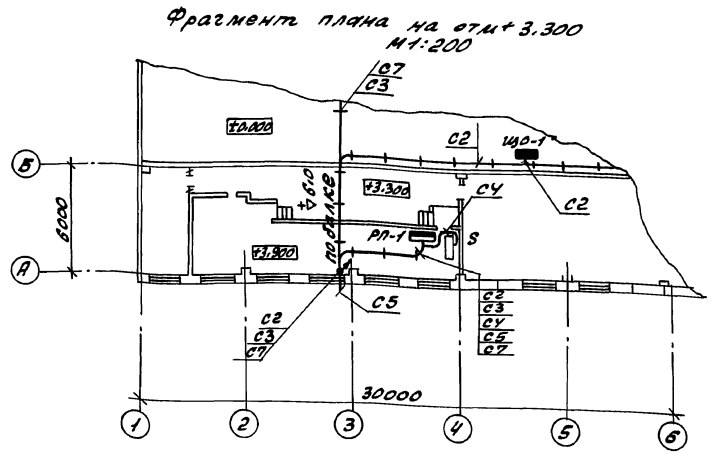 Фрагмент плана на отм + 3.300
М 1:200
С7
С3
±0.000
С2
ЩО-1
Б
6.0
+3.300
С4
С2
6000
по балке
РП-1
S
+3.900
А
С5
С2
С3
С7
С2
С3
С4
С5
С7
30000
1
2
3
4
5
6